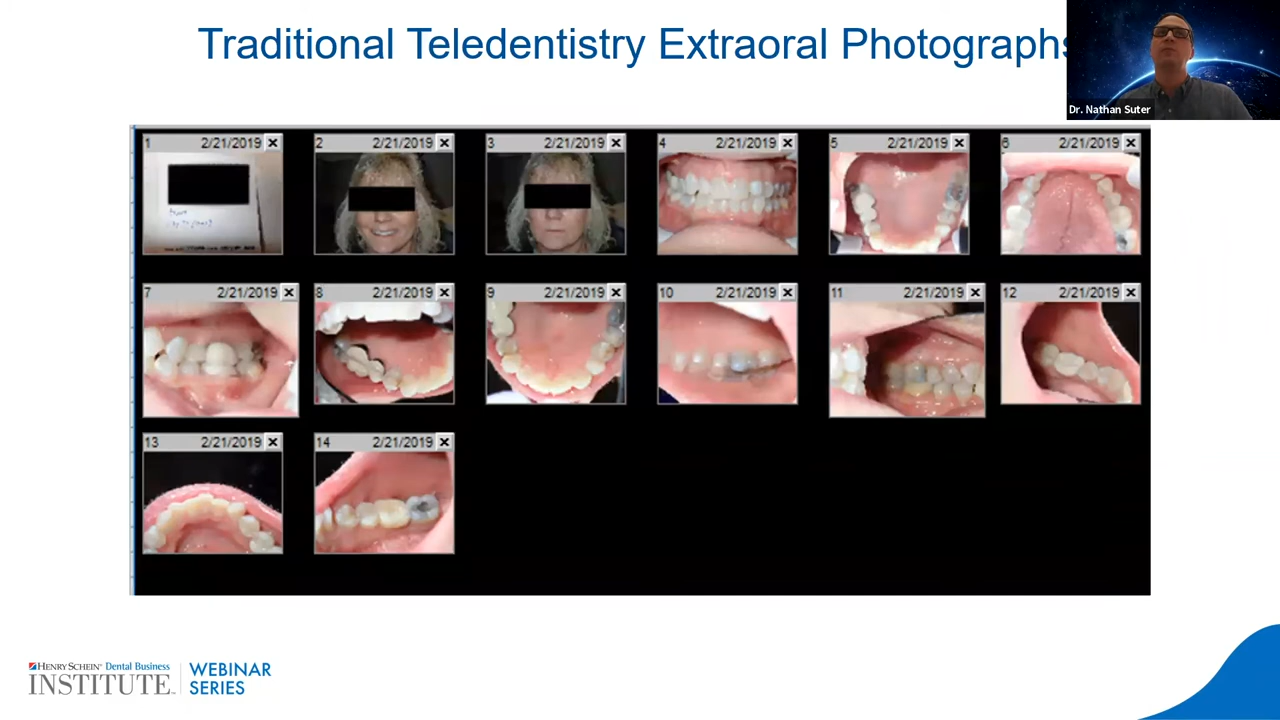 Traditional Teledentistry Extraoral Photographs
Dr. Nathan Suter
1 2/21/2019
2 2/21/2019
3 2/21/2019
4 2/21/2019
5 2/21/2019
6 2/21/2019
7 2/21/2019
8 2/21/2019
9 2/21/2019
10 2/21/2019
11 2/21/2019
12 2/21/2019
13 2/21/2019
14 2/21/2019
HENRY SCHEIN® Dental Business
INSTITUTE™
WEBINAR
SERIES